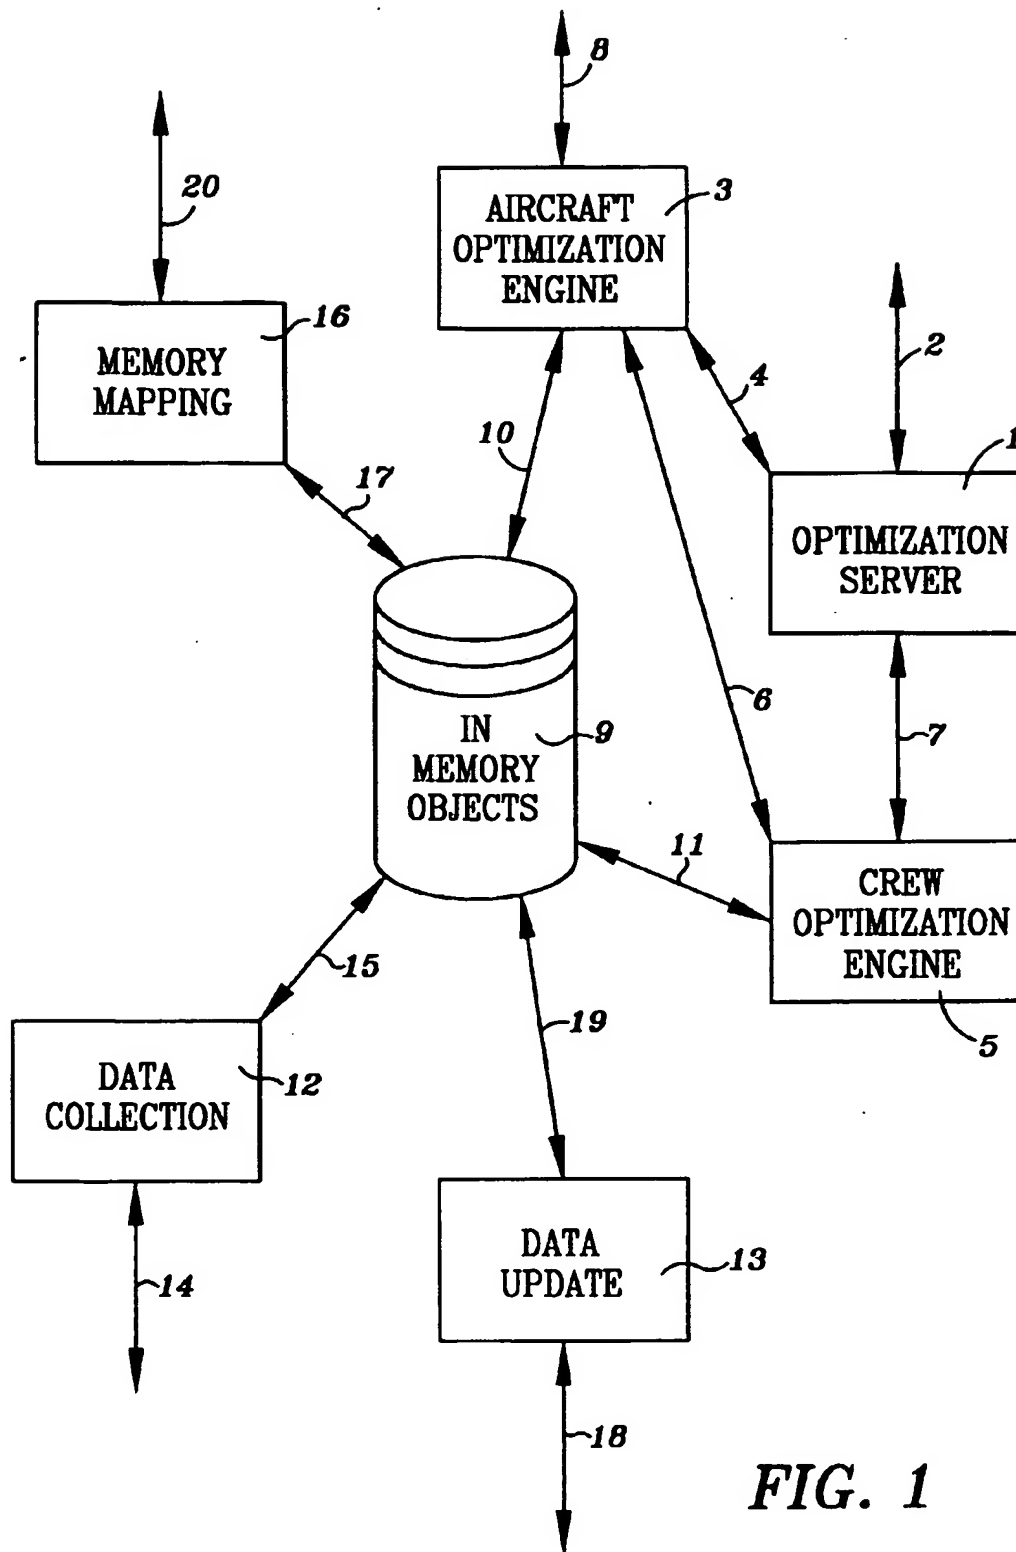 8
20
3
AIRCRAFT
OPTIMIZATION
ENGINE
16
MEMORY
MAPPING
2
4
10
17
1
OPTIMIZATION
SERVER
6
7
IN
MEMORY
OBJECTS
9
11
CREW
OPTIMIZATION
ENGINE
5
15
19
DATA
COLLECTION
12
14
DATA
UPDATE
13
18
FIG. 1